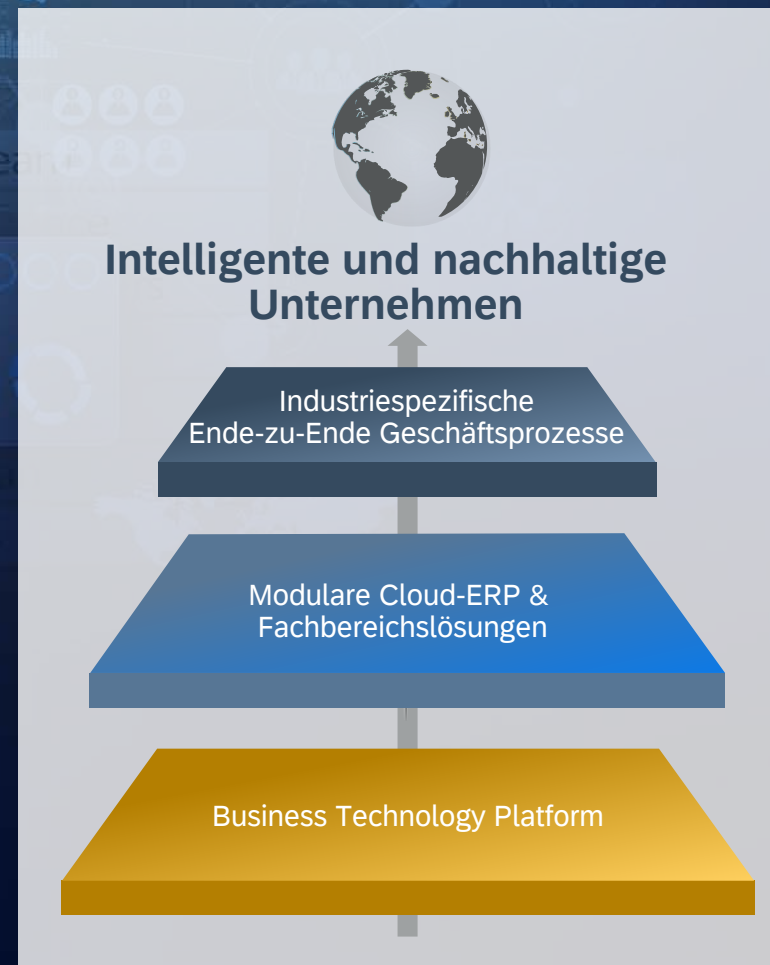 Intelligente und nachhaltige
Unternehmen
Industriespezifische
Ende-zu-Ende Geschäftsprozesse
Modulare Cloud-ERP &
Fachbereichslösungen
Business Technology Platform